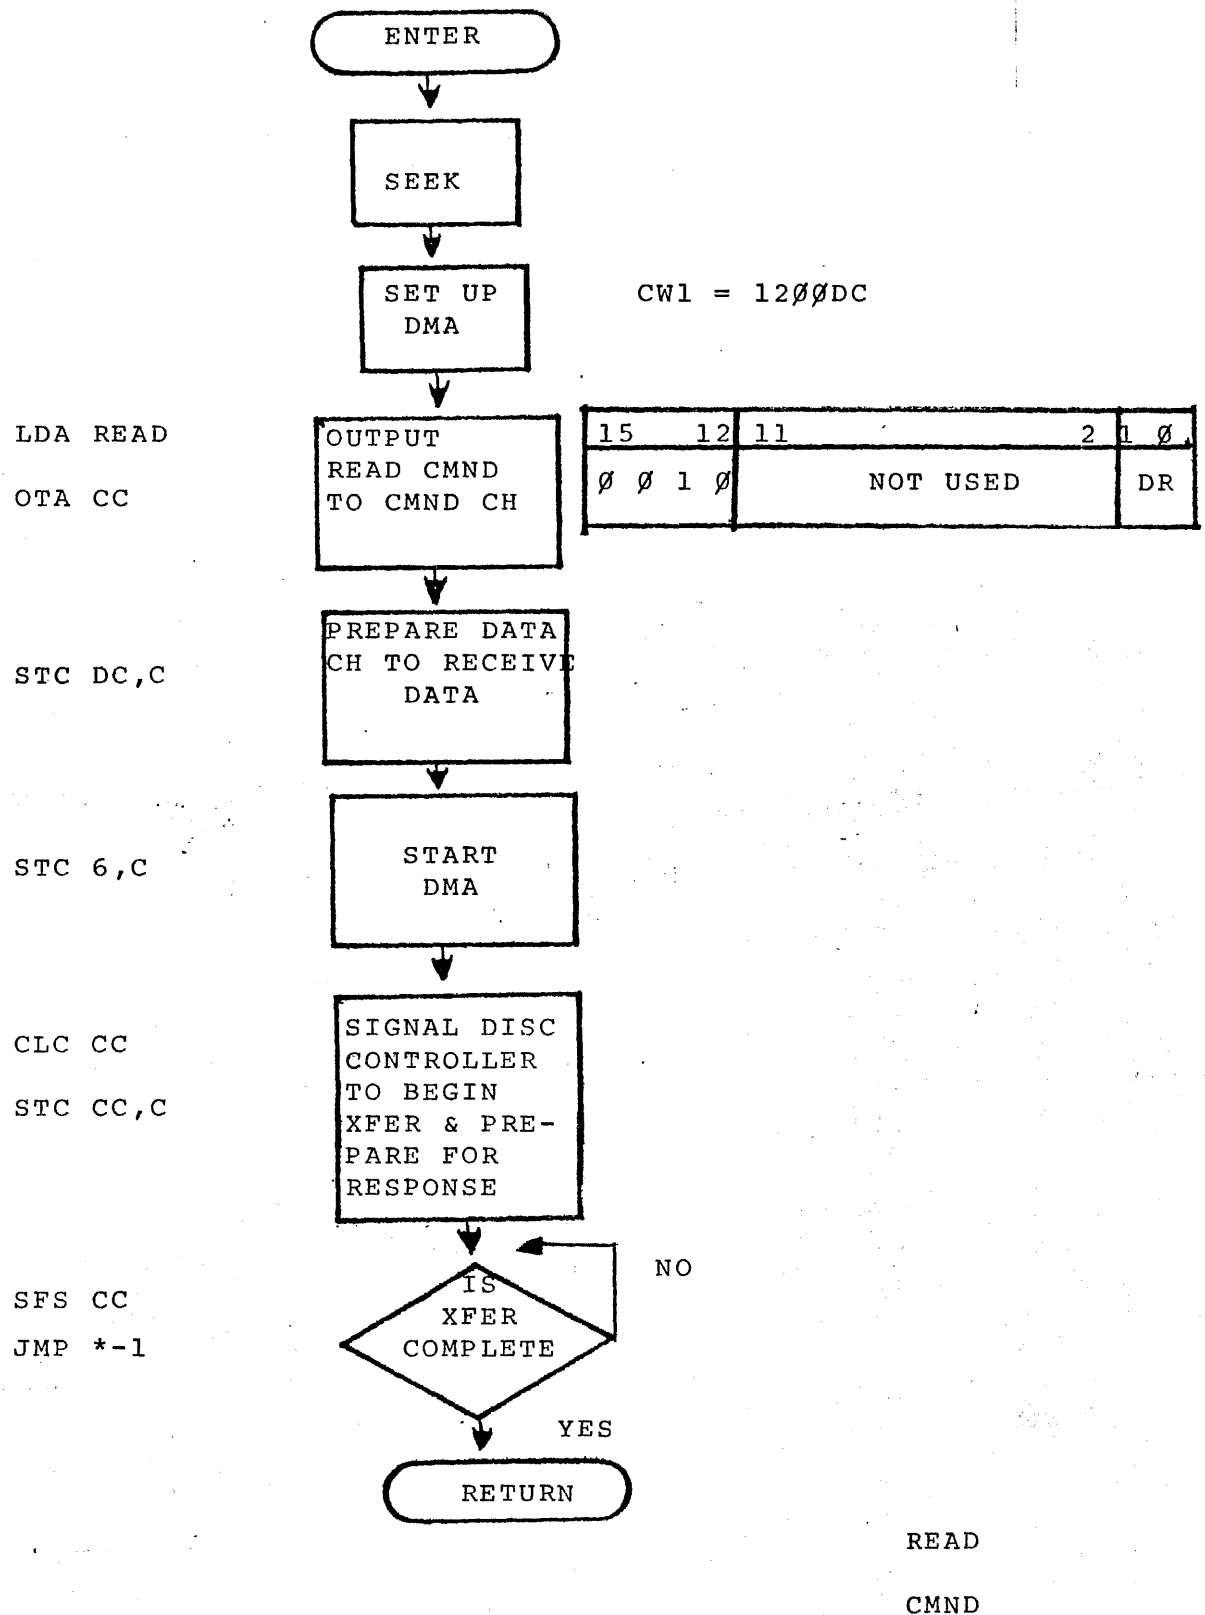 ENTER
SEEK
SET UP
DMA
CW1 = 12ØØDC
LDA READ
OTA CC
OUTPUT
READ CMND
TO CMND CH
15 12 11 2 1 Ø
Ø Ø 1 Ø NOT USED DR
STC DC,C
PREPARE DATA
CH TO RECEIVE
DATA
STC 6,C
START
DMA
CLC CC
STC CC,C
SIGNAL DISC
CONTROLLER
TO BEGIN
XFER & PRE-
PARE FOR
RESPONSE
NO
SFS CC
JMP *-1
IS
XFER
COMPLETE
YES
RETURN
READ
CMND